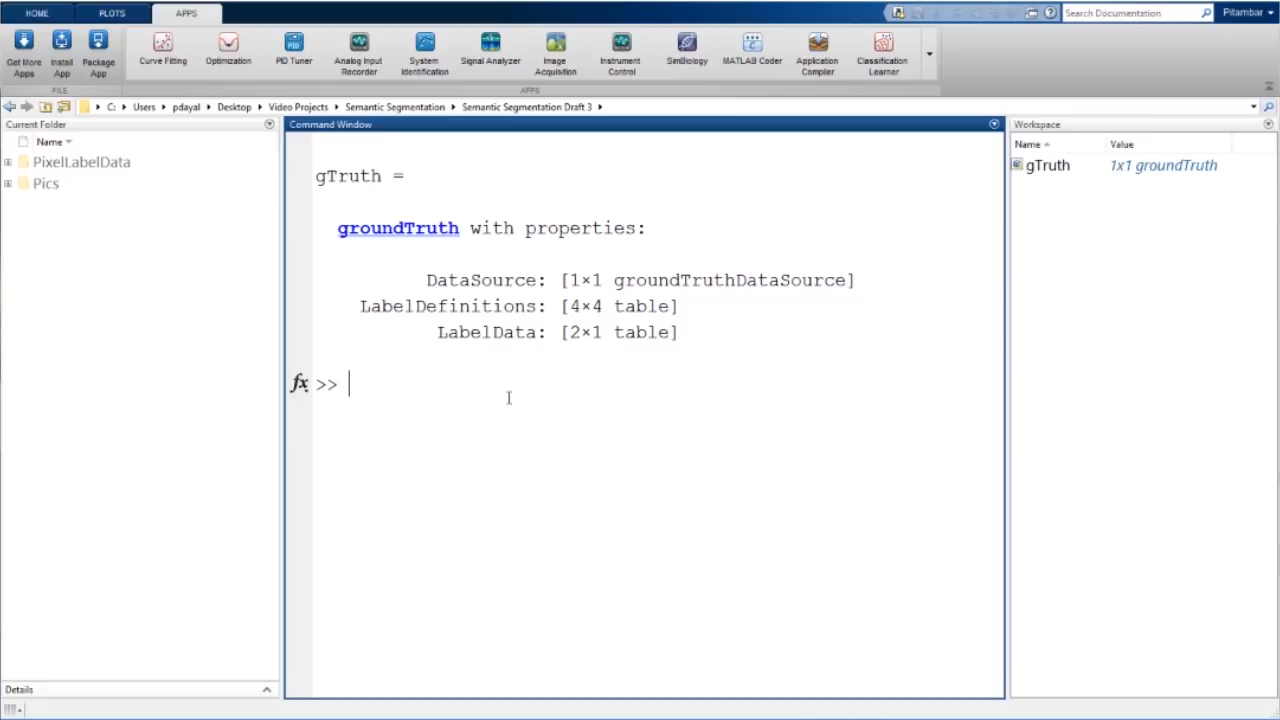 HOME PLOTS APPS Search Documentation Pitambar
Get More Apps
Install App
Package App
Curve Fitting
Optimization
PID Tuner
Analog Input Recorder
System Identification
Signal Analyzer
Image Acquisition
Instrument Control
SimBiology
MATLAB Coder
Application Compiler
Classification Learner
FILE APPS
C: Users pdayal Desktop Video Projects Semantic Segmentation Semantic Segmentation Draft 3
Current Folder
Name
PixelLabelData
Pics
Details
Command Window
gTruth =
groundTruth with properties:
DataSource: [1×1 groundTruthDataSource]
LabelDefinitions: [4×4 table]
LabelData: [2×1 table]
fx >>
Workspace
Name Value
gTruth 1x1 groundTruth